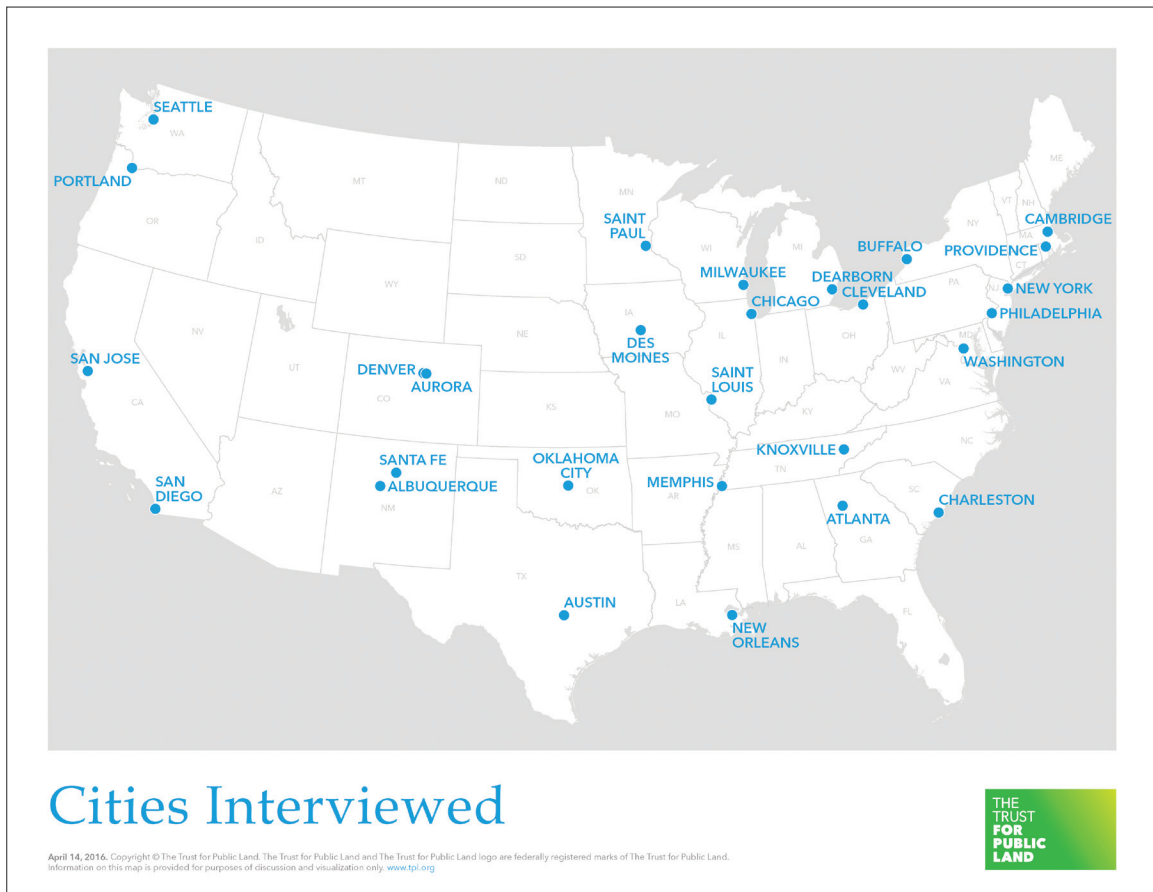 SEATTLE
WA
PORTLAND
OR
ID
MT
ND
SD
WY
NE
NV
UT
CA
CO
KS
AZ
NM
OK
TX
MN
SAINT
PAUL
WI
MI
IA
MILWAUKEE
CHICAGO
DEARBORN
CLEVELAND
BUFFALO
NY
VT
NH
ME
MA
CT
CAMBRIDGE
PROVIDENCE
NEW YORK
NJ
PA
PHILADELPHIA
MD
WASHINGTON
OH
IN
IL
WV
VA
KY
DES
MOINES
SAINT
LOUIS
MO
SAN JOSE
DENVER
AURORA
SANTA FE
ALBUQUERQUE
SAN
DIEGO
OKLAHOMA
CITY
MEMPHIS
AR
KNOXVILLE
TN
NC
SC
CHARLESTON
ATLANTA
GA
AL
MS
LA
FL
AUSTIN
NEW
ORLEANS
Cities Interviewed
THE
TRUST
FOR
PUBLIC
LAND
April 14, 2016. Copyright © The Trust for Public Land. The Trust for Public Land and The Trust for Public Land logo are federally registered marks of The Trust for Public Land.
Information on this map is provided for purposes of discussion and visualization only. www.tpl.org